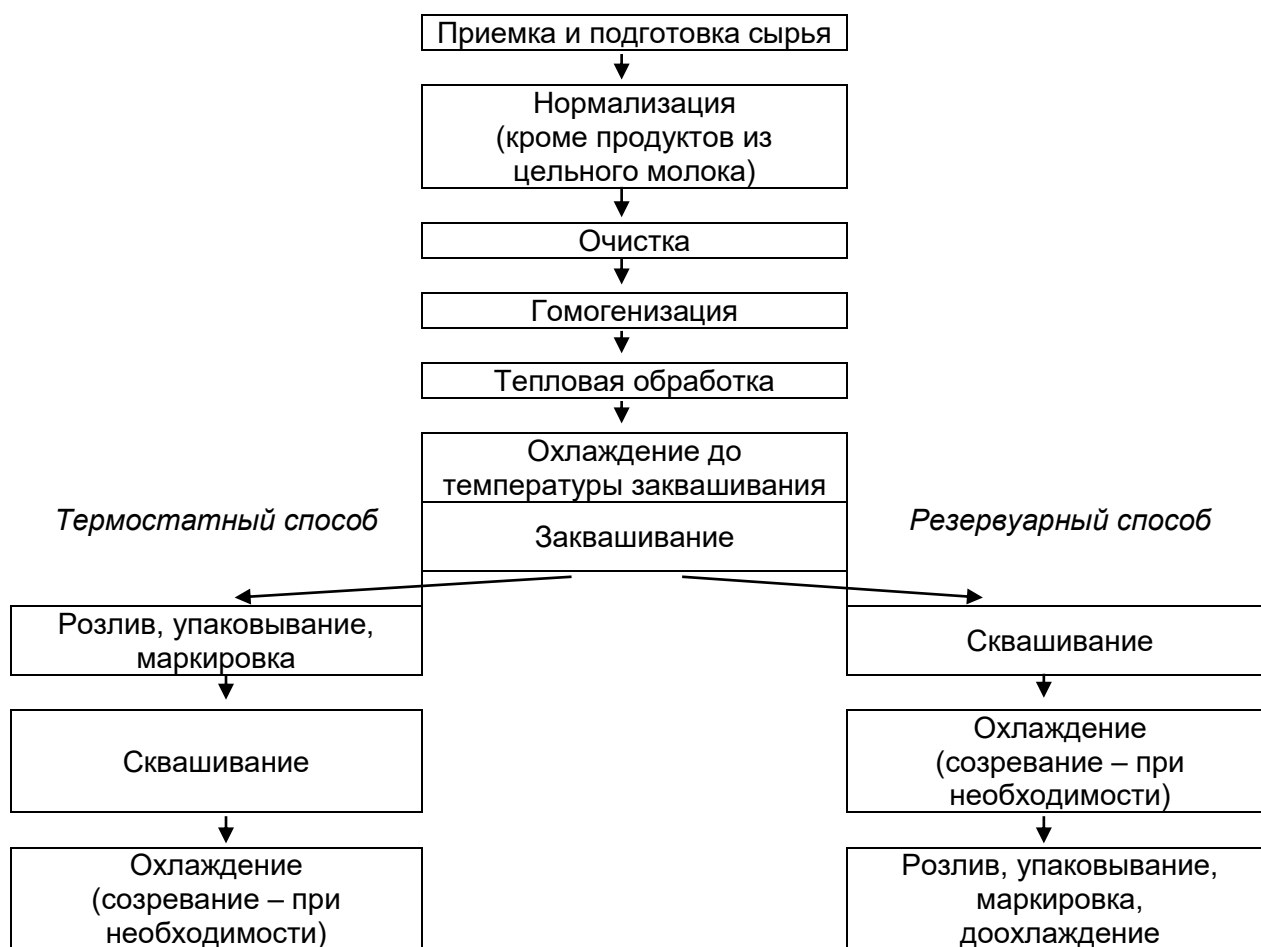 Приемка и подготовка сырья
Нормализация
(кроме продуктов из
цельного молока)
Очистка
Гомогенизация
Тепловая обработка
Охлаждение до
температуры заквашивания
Термостатный способ
Заквашивание
Резервуарный способ
Розлив, упаковывание,
маркировка
Сквашивание
Сквашивание
Охлаждение
(созревание – при
необходимости)
Охлаждение
(созревание – при
необходимости)
Розлив, упаковывание,
маркировка,
доохлаждение